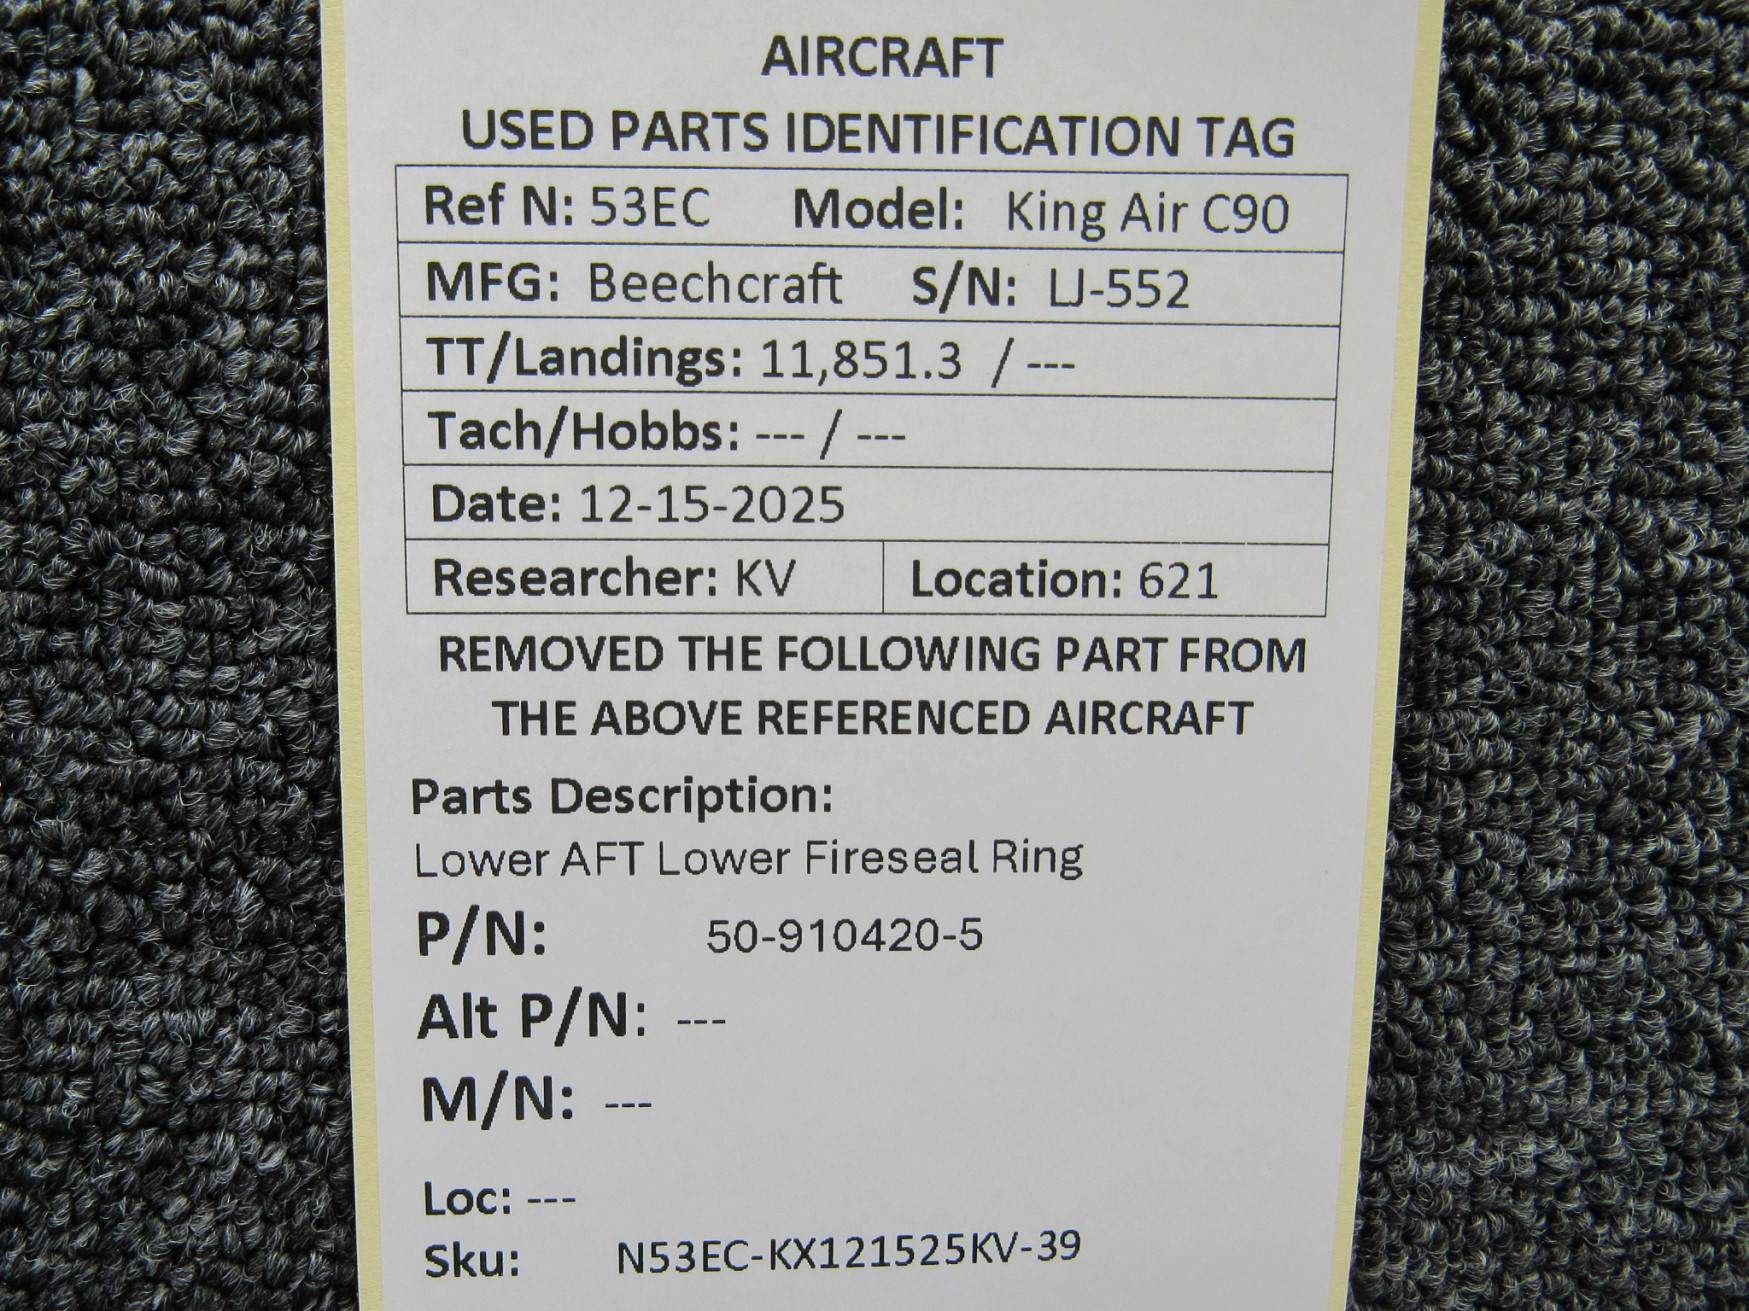 AIRCRAFT
USED PARTS IDENTIFICATION TAG
Ref N: 53EC Model: King Air C90
MFG: Beechcraft S/N: LJ-552
TT/Landings: 11,851.3 / ---
Tach/Hobbs: --- / ---
Date: 12-15-2025
Researcher: KV Location: 621
REMOVED THE FOLLOWING PART FROM
THE ABOVE REFERENCED AIRCRAFT
Parts Description:
Lower AFT Lower Fireseal Ring
P/N: 50-910420-5
Alt P/N: ---
M/N: ---
Loc: ---
Sku: N53EC-KX121525KV-39